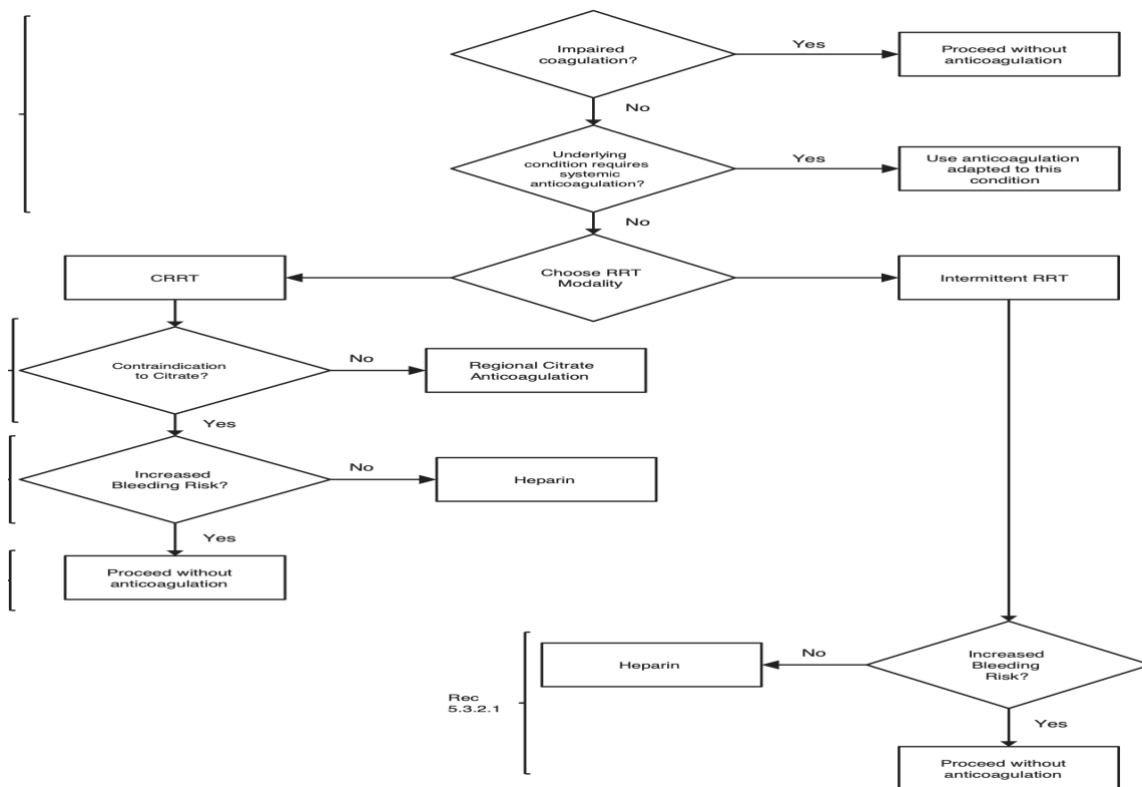 Impaired
coagulation?
Yes
Proceed without
anticoagulation
No
Underlying
condition requires
systemic
anticoagulation?
Yes
Use anticoagulation
adapted to this
condition
No
CRRT
Choose RRT
Modality
Intermittent RRT
Contraindication
to Citrate?
No
Regional Citrate
Anticoagulation
Yes
Increased
Bleeding Risk?
No
Heparin
Yes
Proceed without
anticoagulation
Rec
5.3.2.1
Heparin
No
Increased
Bleeding
Risk?
Yes
Proceed without
anticoagulation